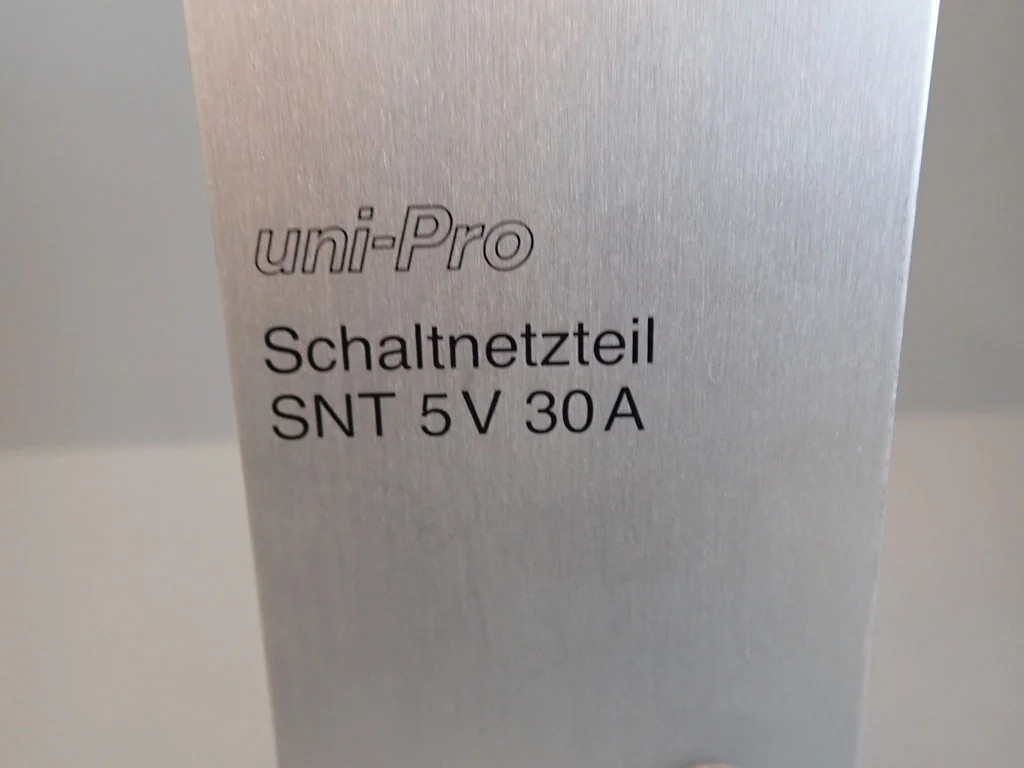 uni-Pro
Schaltnetzteil
SNT 5V 30A